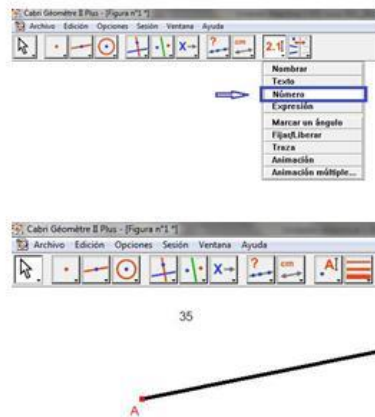 Cabri Géomètre II Plus - [Figura n°1 *]
Archivo Edición Opciones Sesión Ventana Ayuda
X→ ? cm 2.1
Nombrar
Texto
Número
Expresión
Marcar un ángulo
Fijar/Liberar
Traza
Animación
Animación múltiple...
Cabri Géomètre II Plus - [Figura n°1 *]
Archivo Edición Opciones Sesión Ventana Ayuda
X→ ? cm A
35
A